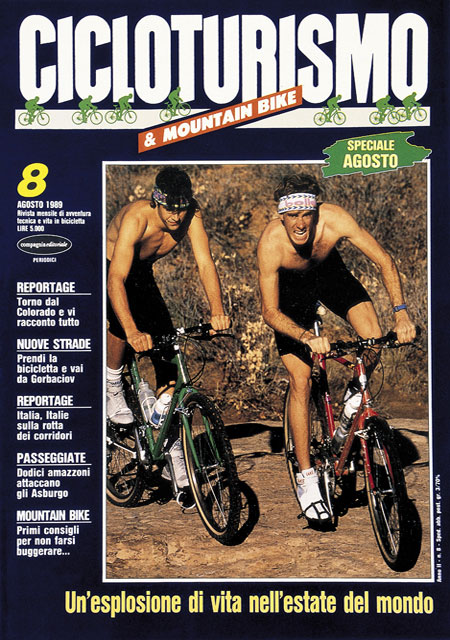 CICLOTURISMO
& MOUNTAIN BIKE
SPECIALE
AGOSTO
8
AGOSTO 1989
Rivista mensile di avventura
tecnica e vita in bicicletta
LIRE 5.000
compagnia editoriale
PERIODICI
REPORTAGE
Torno dal
Colorado e vi
racconto tutto
NUOVE STRADE
Prendi la
bicicletta e vai
da Gorbaciov
REPORTAGE
Italia, Italie
sulla rotta
dei corridori
PASSEGGIATE
Dodici amazzoni
attaccano
gli Asburgo
MOUNTAIN BIKE
Primi consigli
per non farsi
buggerare...
Anno II - n. 8 - Sped. abb. post. gr. 3/70%
Un'esplosione di vita nell'estate del mondo